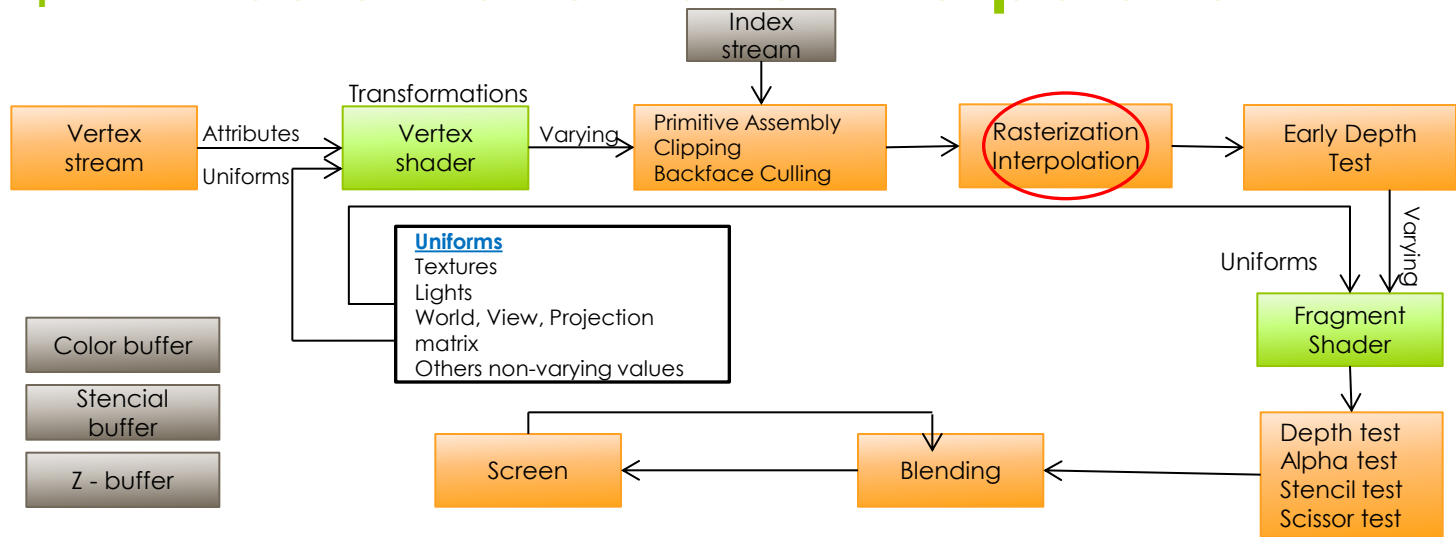 Index
stream
Transformations
Vertex
stream
Attributes
Uniforms
Vertex
shader
Varying
Primitive Assembly
Clipping
Backface Culling
Rasterization
Interpolation
Early Depth
Test
Varying
Uniforms
Uniforms
Textures
Lights
World, View, Projection
matrix
Others non-varying values
Fragment
Shader
Color buffer
Stencial
buffer
Z - buffer
Screen
Blending
Depth test
Alpha test
Stencil test
Scissor test